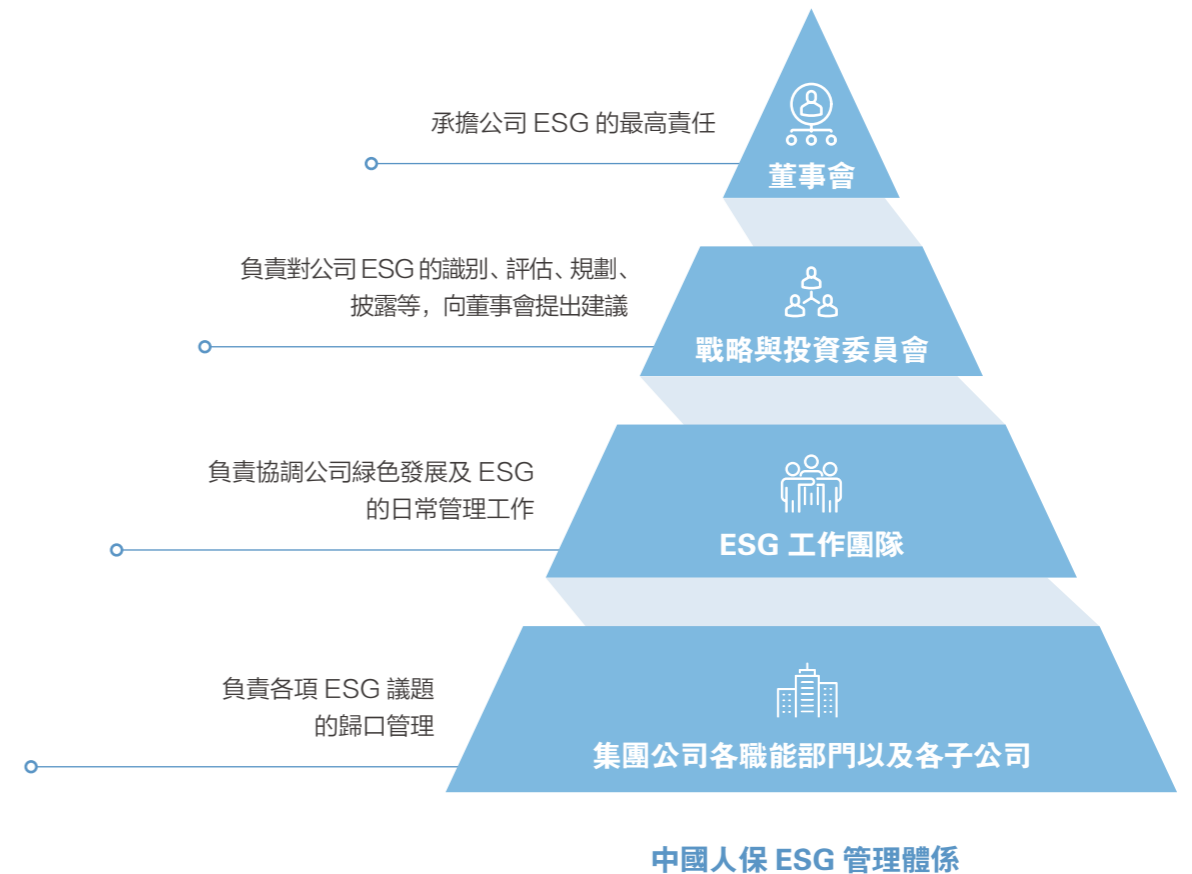 承擔公司 ESG 的最高責任
董事會
負責對公司 ESG 的識別、評估、規劃、
披露等，向董事會提出建議
戰略與投資委員會
負責協調公司綠色發展及 ESG
的日常管理工作
ESG 工作團隊
負責各項 ESG 議題
的歸口管理
集團公司各職能部門以及各子公司
中國人保 ESG 管理體係